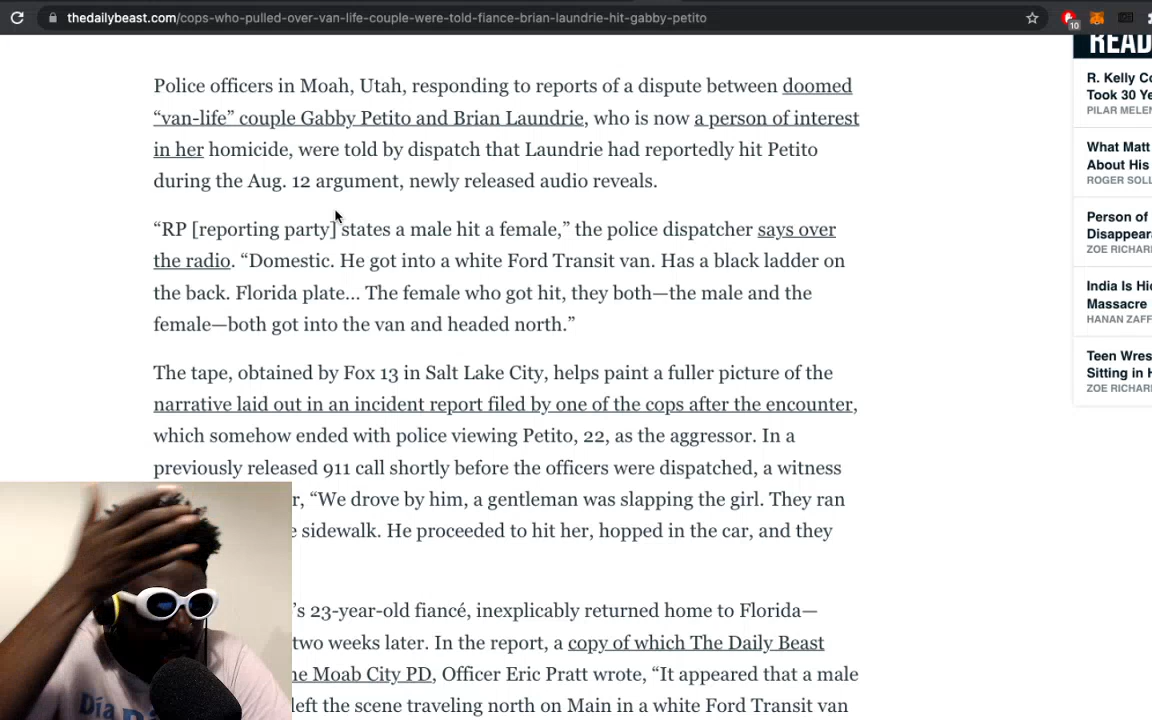 thedailybeast.com/cops-who-pulled-over-van-life-couple-were-told-fiance-brian-laundrie-hit-gabby-petito
10
READ
Police officers in Moah, Utah, responding to reports of a dispute between doomed
“van-life” couple Gabby Petito and Brian Laundrie, who is now a person of interest
in her homicide, were told by dispatch that Laundrie had reportedly hit Petito
during the Aug. 12 argument, newly released audio reveals.
“RP [reporting party] states a male hit a female,” the police dispatcher says over
the radio. “Domestic. He got into a white Ford Transit van. Has a black ladder on
the back. Florida plate... The female who got hit, they both—the male and the
female—both got into the van and headed north.”
The tape, obtained by Fox 13 in Salt Lake City, helps paint a fuller picture of the
narrative laid out in an incident report filed by one of the cops after the encounter,
which somehow ended with police viewing Petito, 22, as the aggressor. In a
previously released 911 call shortly before the officers were dispatched, a witness
r, “We drove by him, a gentleman was slapping the girl. They ran
e sidewalk. He proceeded to hit her, hopped in the car, and they
’s 23-year-old fiancé, inexplicably returned home to Florida—
two weeks later. In the report, a copy of which The Daily Beast
he Moab City PD, Officer Eric Pratt wrote, “It appeared that a male
left the scene traveling north on Main in a white Ford Transit van
R. Kelly Co
Took 30 Ye
PILAR MELEN
What Matt
About His
ROGER SOLL
Person of
Disappear
ZOE RICHAR
India Is Hi
Massacre
HANAN ZAFF
Teen Wres
Sitting in H
ZOE RICHAR
Día D